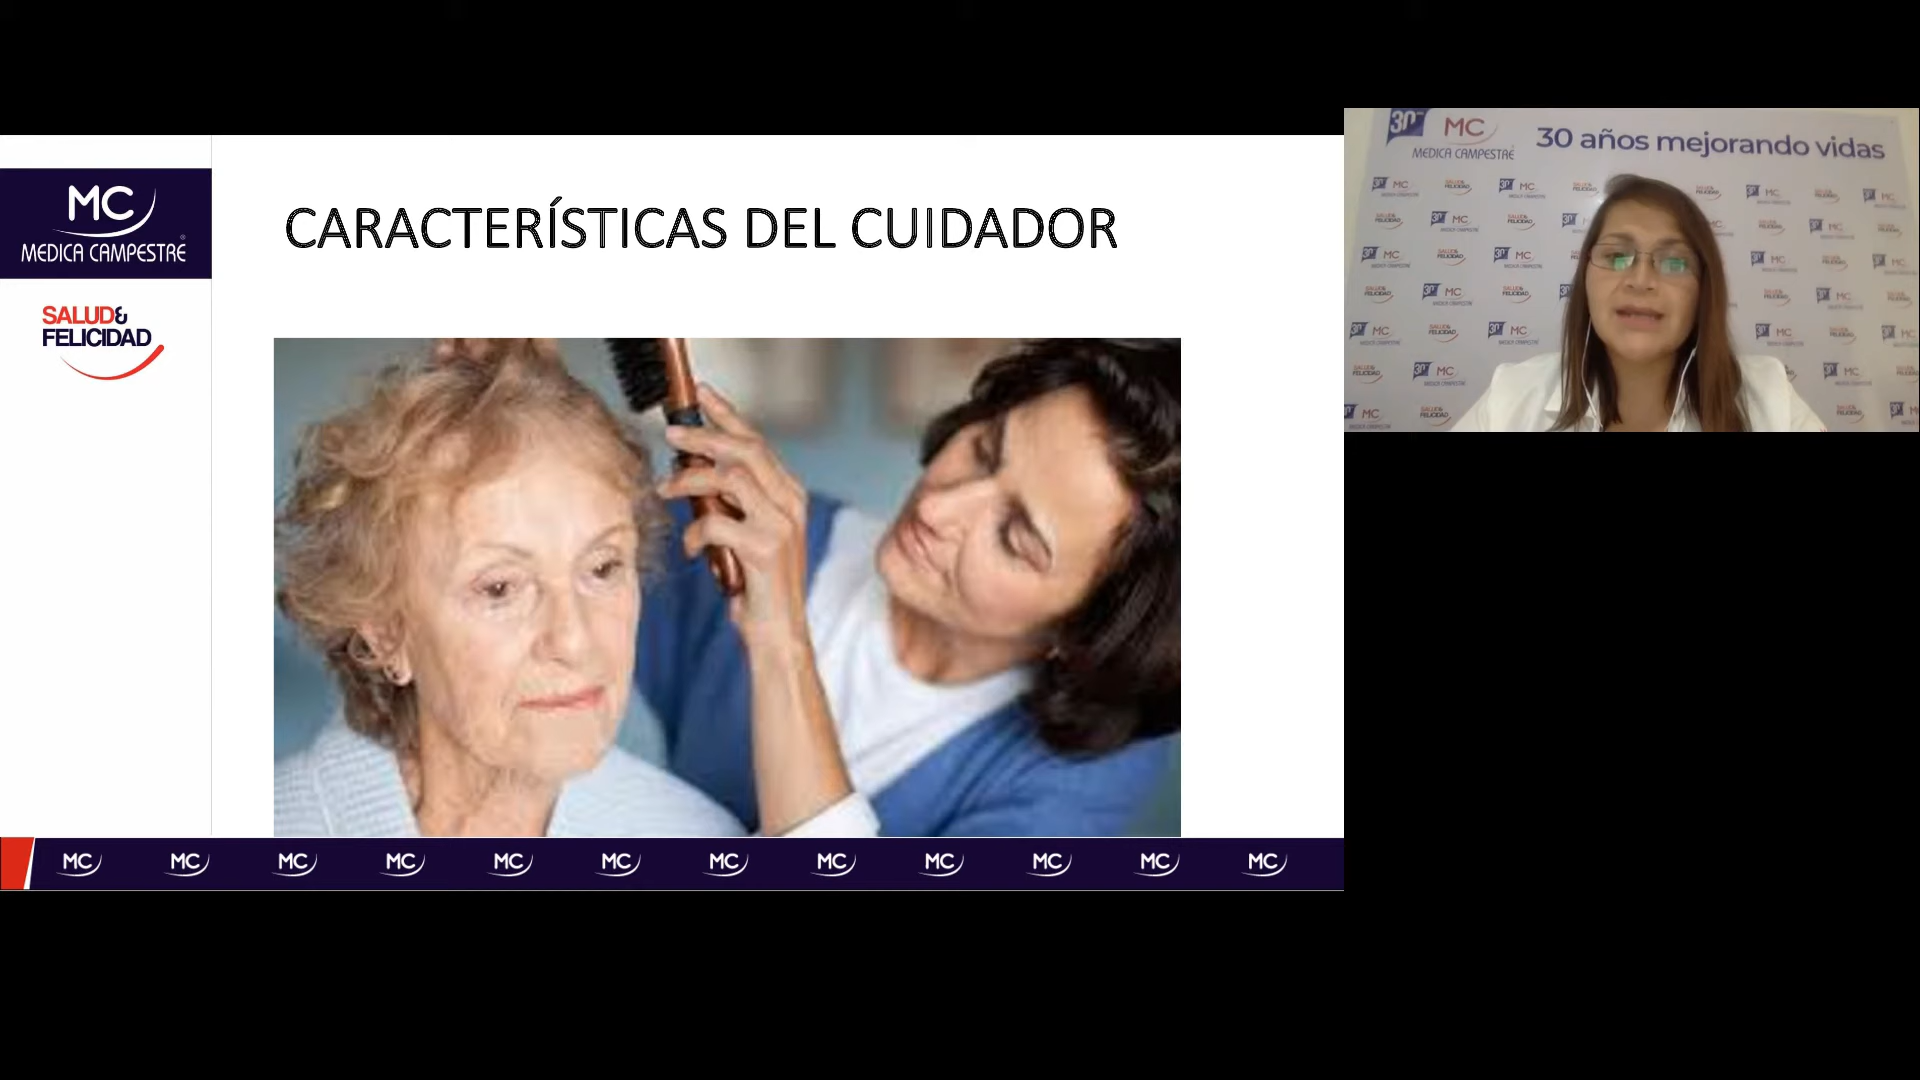 MC
MEDICA CAMPESTRE®
SALUD&
FELICIDAD
CARACTERÍSTICAS DEL CUIDADOR
MC MC MC MC MC MC MC MC MC MC MC MC
30 MC
MEDICA CAMPESTRE
30 años mejorando vidas